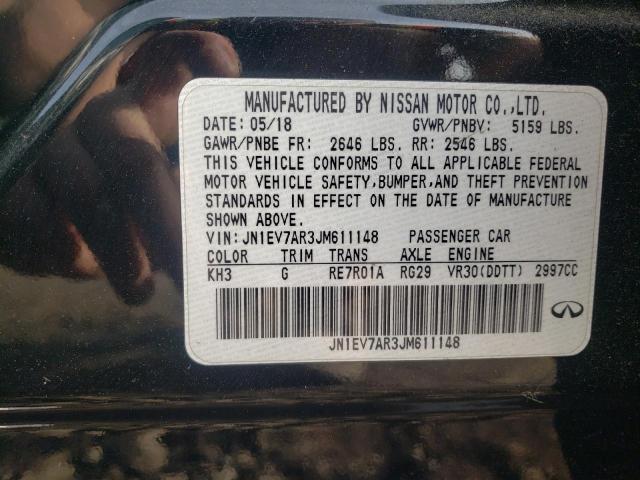 MANUFACTURED BY NISSAN MOTOR CO.,LTD.
DATE: 05/18 GVWR/PNBV: 5159 LBS.
GAWR/PNBE FR: 2646 LBS. RR: 2546 LBS.
THIS VEHICLE CONFORMS TO ALL APPLICABLE FEDERAL
MOTOR VEHICLE SAFETY,BUMPER,AND THEFT PREVENTION
STANDARDS IN EFFECT ON THE DATE OF MANUFACTURE
SHOWN ABOVE.
VIN:JN1EV7AR3JM611148 PASSENGER CAR
COLOR TRIM TRANS AXLE ENGINE
KH3 G RE7R01A RG29 VR30(DDTT) 2997CC
JN1EV7AR3JM611148